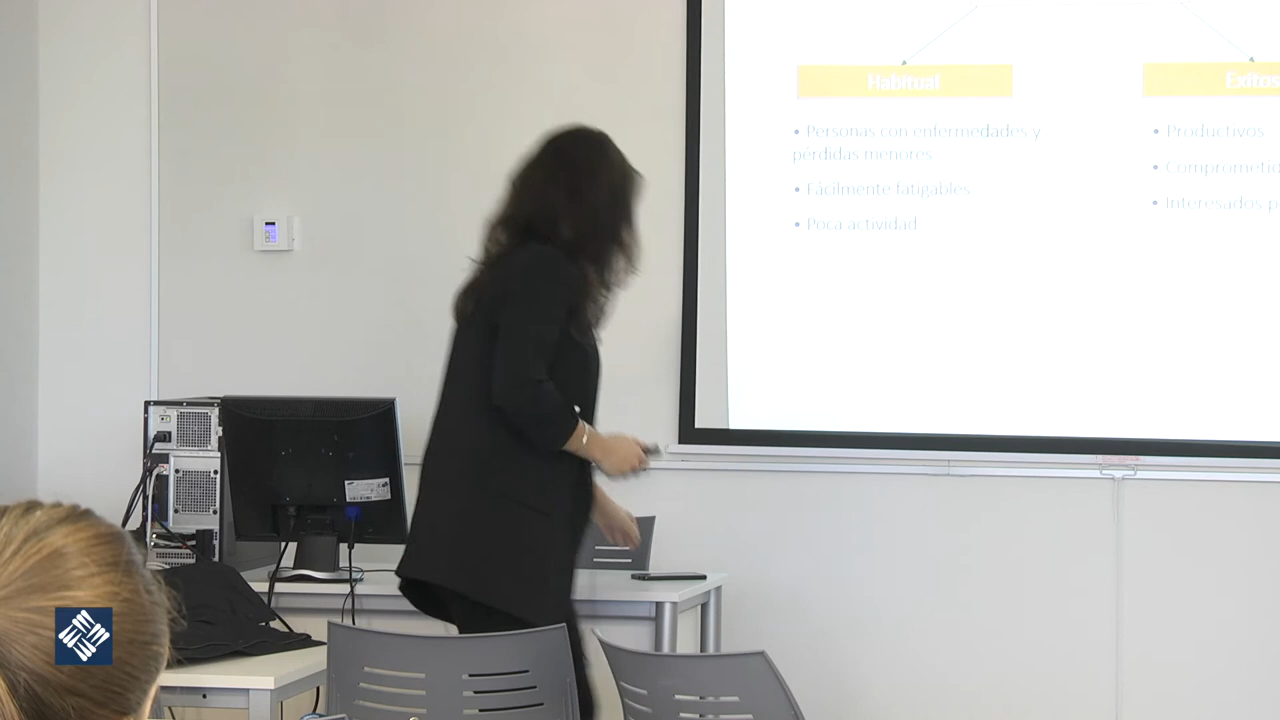 Habitual
• Personas con enfermedades y
pérdidas menores
• Fácilmente fatigables
• Poca actividad
Exitos
• Productivos
• Comprometid
• Interesados p